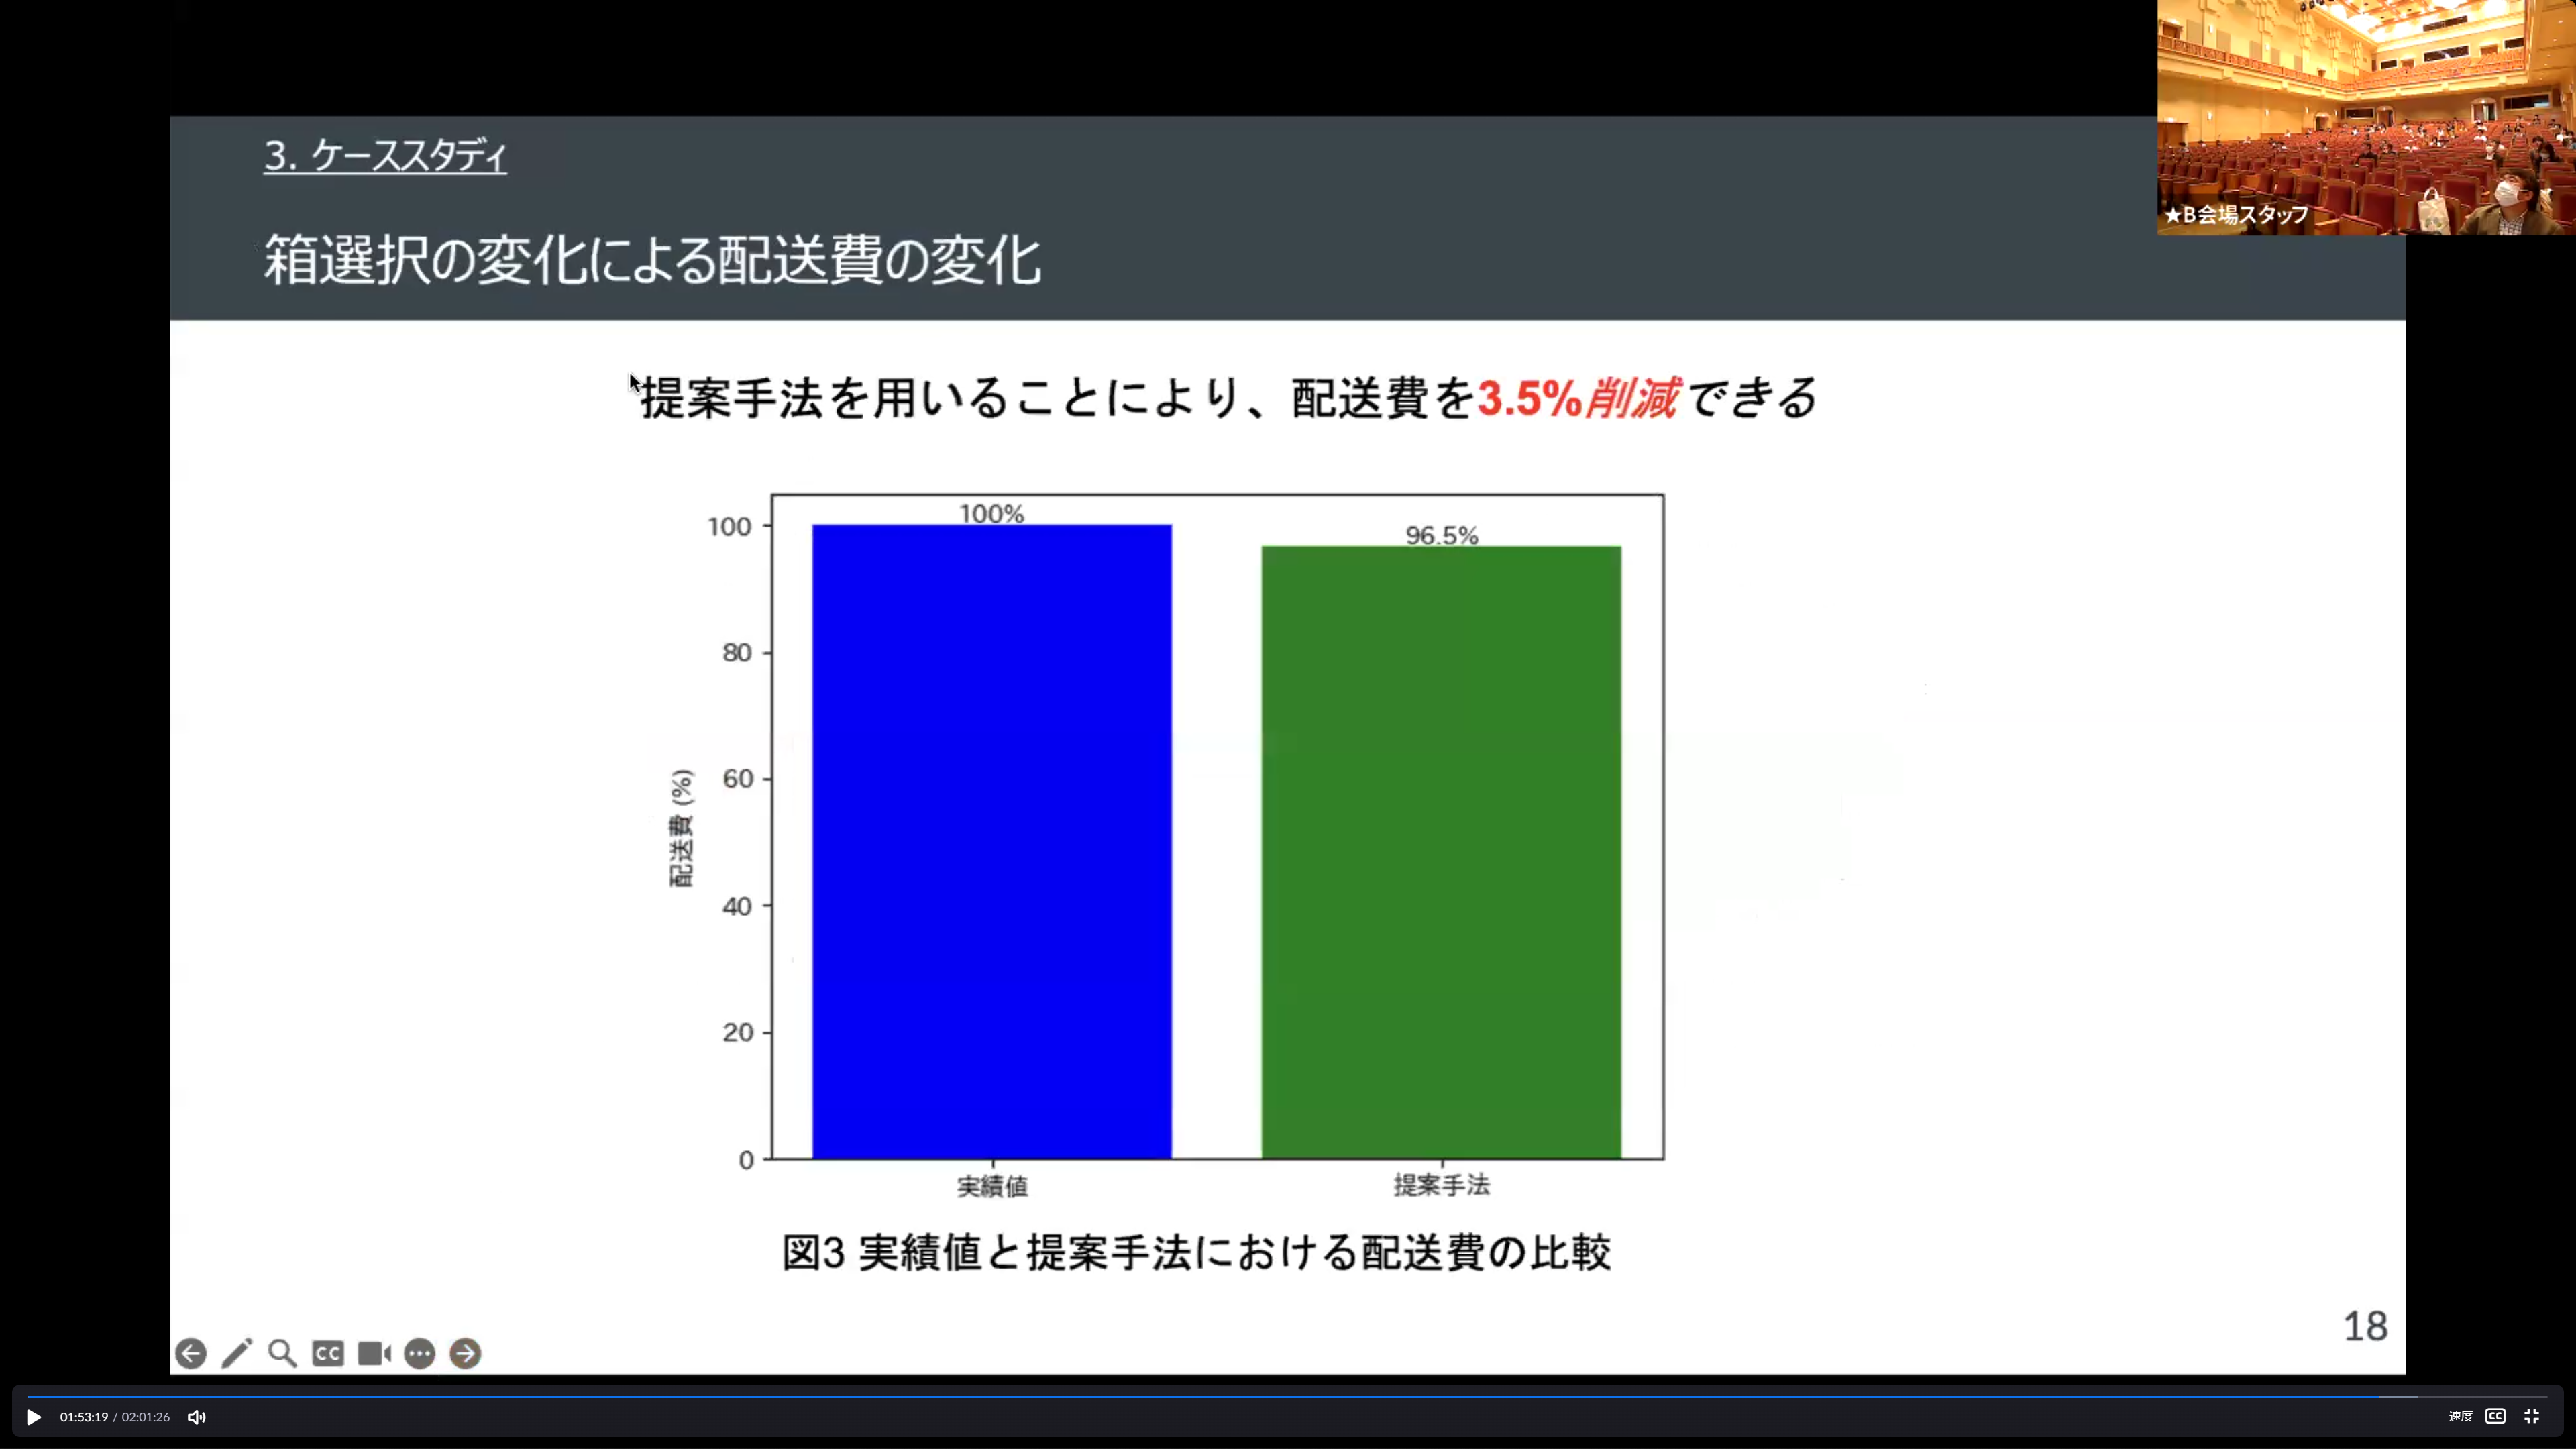 3. ケーススタディ
箱選択の変化による配送費の変化
★B会場スタッフ
提案手法を用いることにより、配送費を3.5%削減できる
100%
96.5%
100
80
60
40
20
0
配送費 (%)
実績値
提案手法
図3 実績値と提案手法における配送費の比較
18
CC
01:53:19 / 02:01:26
速度
CC